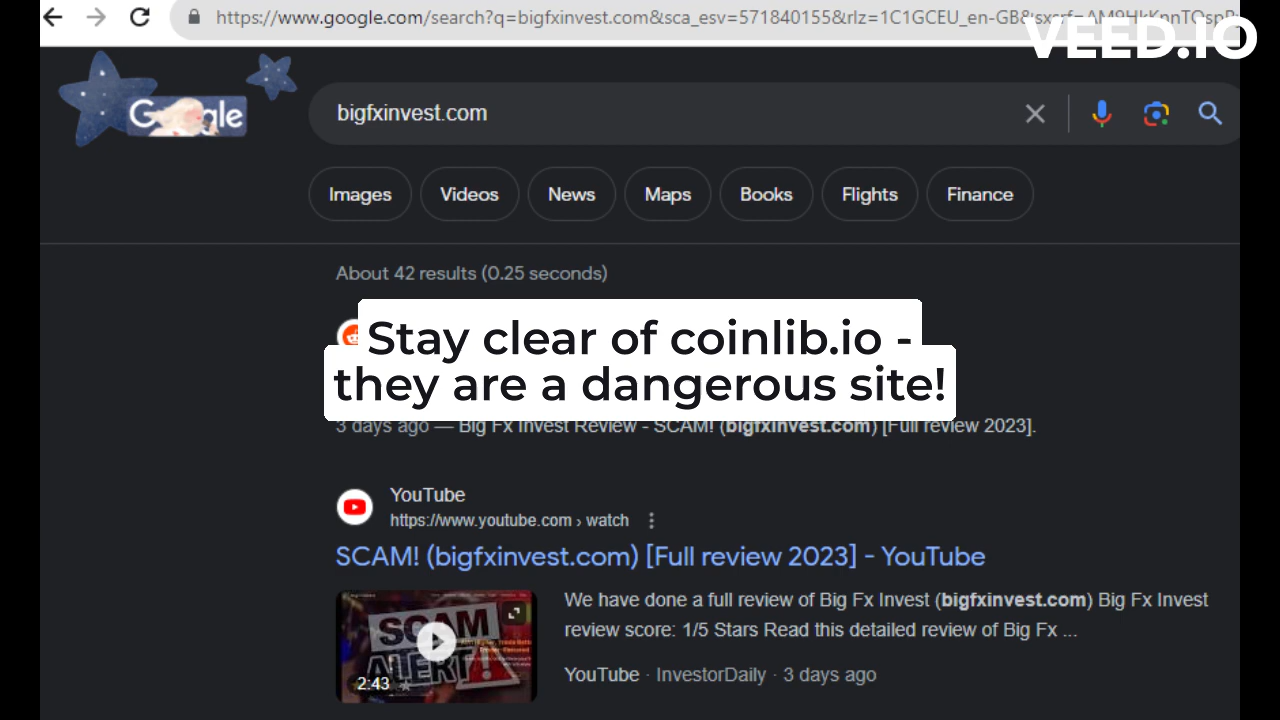 https://www.google.com/search?q=bigfxinvest.com&sca_esv=571840155&rlz=1C1GCEU_en-GB&sxsrf=
VEED.IO
Google
bigfxinvest.com
Images Videos News Maps Books Flights Finance
About 42 results (0.25 seconds)
Stay clear of coinlib.io -
they are a dangerous site!
3 days ago — Big Fx Invest Review - SCAM! (bigfxinvest.com) [Full review 2023].
YouTube
https://www.youtube.com › watch
SCAM! (bigfxinvest.com) [Full review 2023] - YouTube
We have done a full review of Big Fx Invest (bigfxinvest.com) Big Fx Invest
review score: 1/5 Stars Read this detailed review of Big Fx ...
SCAM
ALERT!
2:43
YouTube · InvestorDaily · 3 days ago